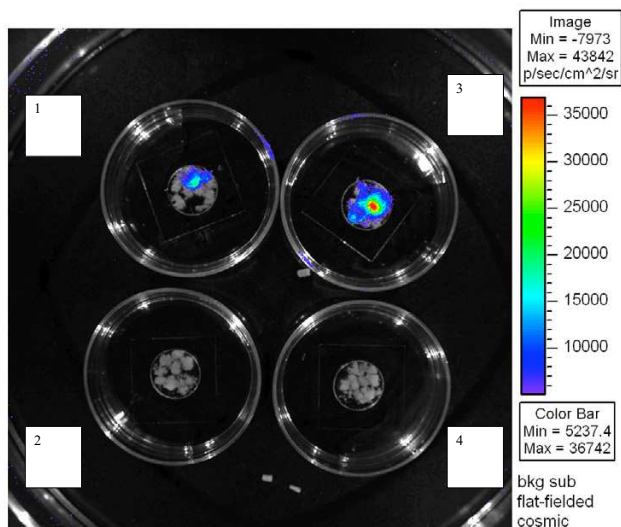 1
3
2
4
Image
Min = -7973
Max = 43842
p/sec/cm^2/sr
35000
30000
25000
20000
15000
10000
Color Bar
Min = 5237.4
Max = 36742
bkg sub
flat-fielded
cosmic